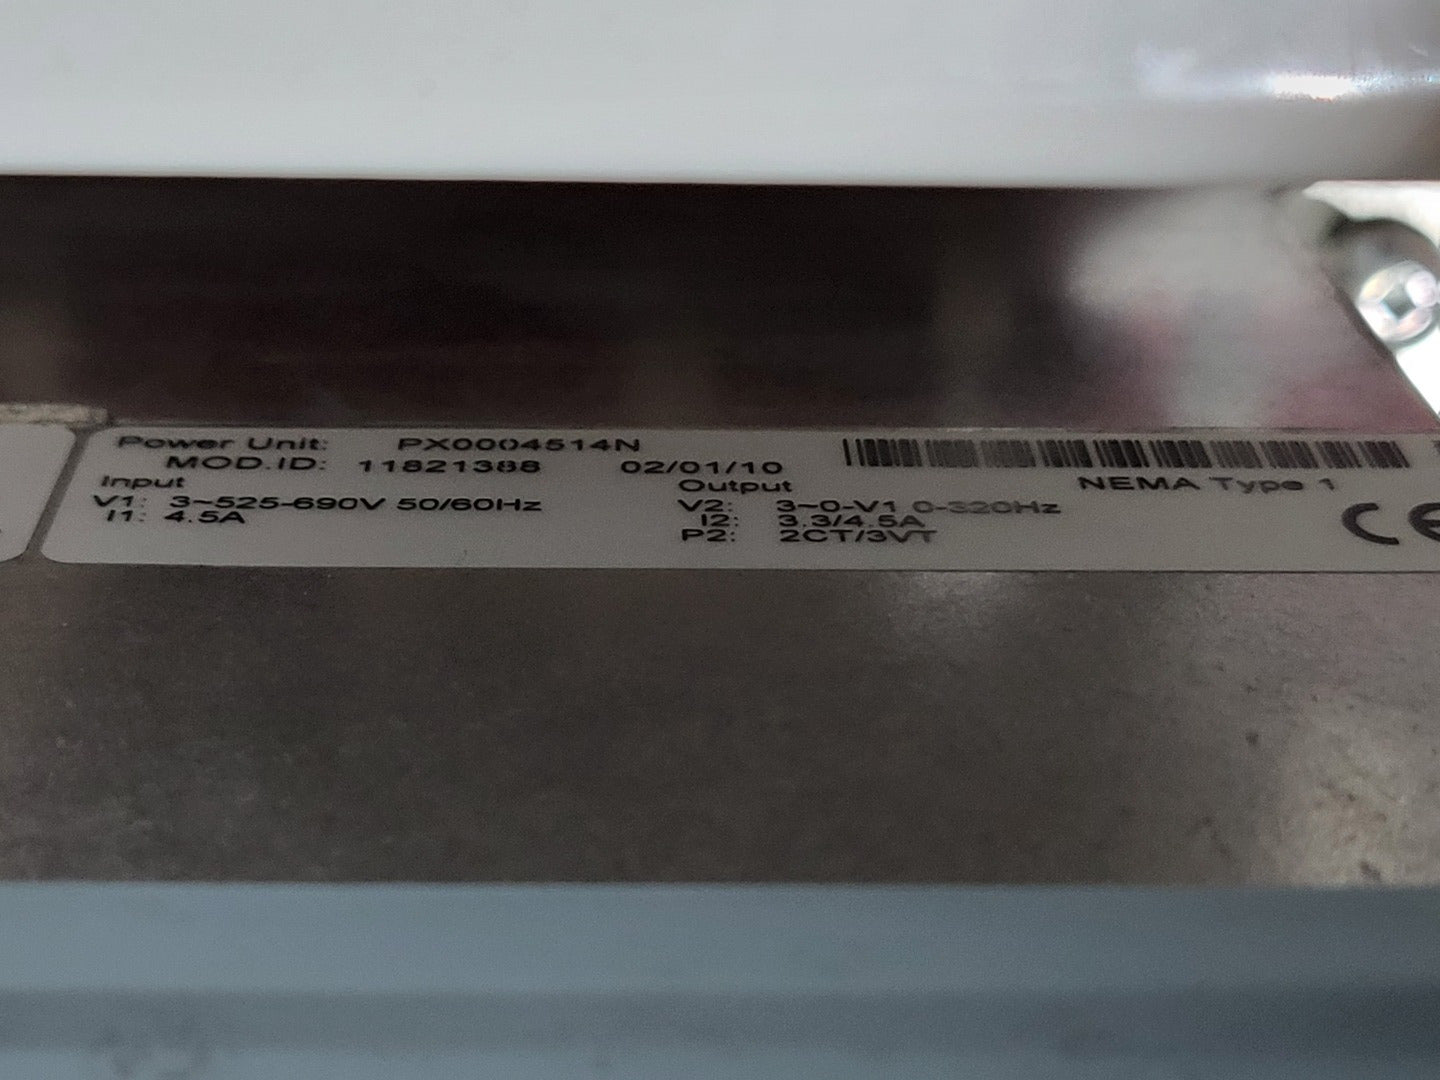 Power Unit: PX0004514N
MOD.ID: 11821388 02/01/10
Input
V1: 3~525-690V 50/60Hz
I1: 4.5A
Output
V2: 3~0-V1 0-320Hz
I2: 3.3/4.5A
P2: 2CT/3VT
NEMA Type 1
CE